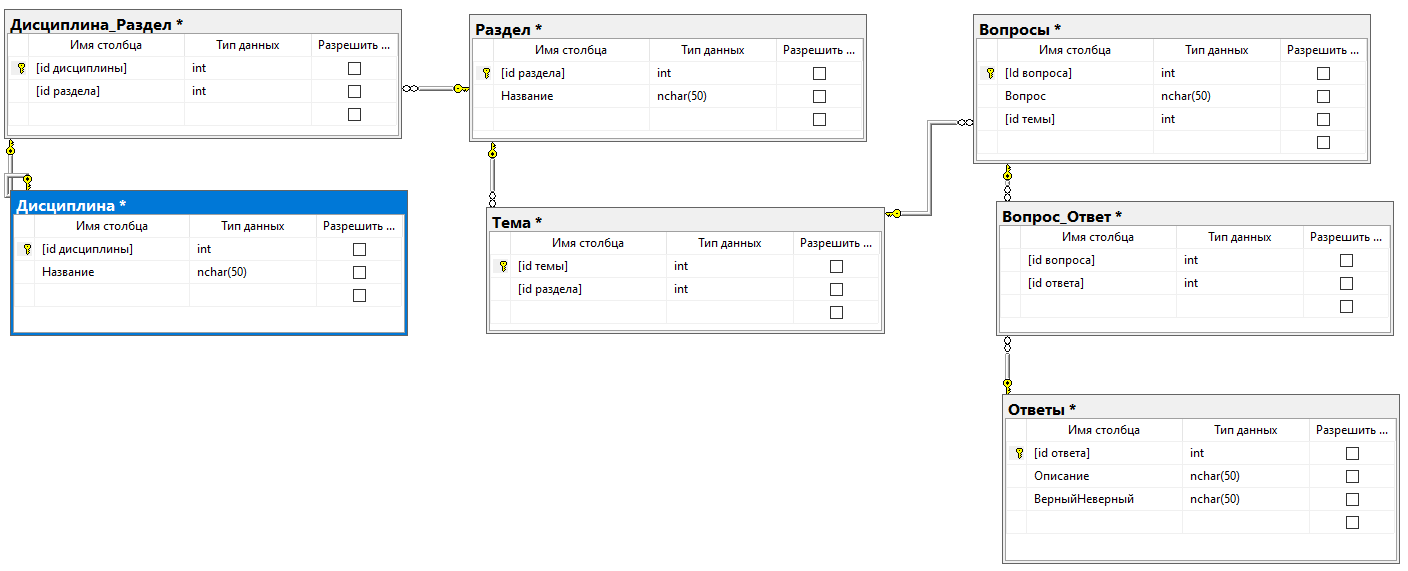 Дисциплина_Раздел *
Имя столбца Тип данных Разрешить ...
[id дисциплины] int
[id раздела] int
Дисциплина *
Имя столбца Тип данных Разрешить ...
[id дисциплины] int
Название nchar(50)
Раздел *
Имя столбца Тип данных Разрешить ...
[id раздела] int
Название nchar(50)
Тема *
Имя столбца Тип данных Разрешить ...
[id темы] int
[id раздела] int
Вопросы *
Имя столбца Тип данных Разрешить ...
[Id вопроса] int
Вопрос nchar(50)
[id темы] int
Вопрос_Ответ *
Имя столбца Тип данных Разрешить ...
[id вопроса] int
[id ответа] int
Ответы *
Имя столбца Тип данных Разрешить ...
[id ответа] int
Описание nchar(50)
ВерныйНеверный nchar(50)